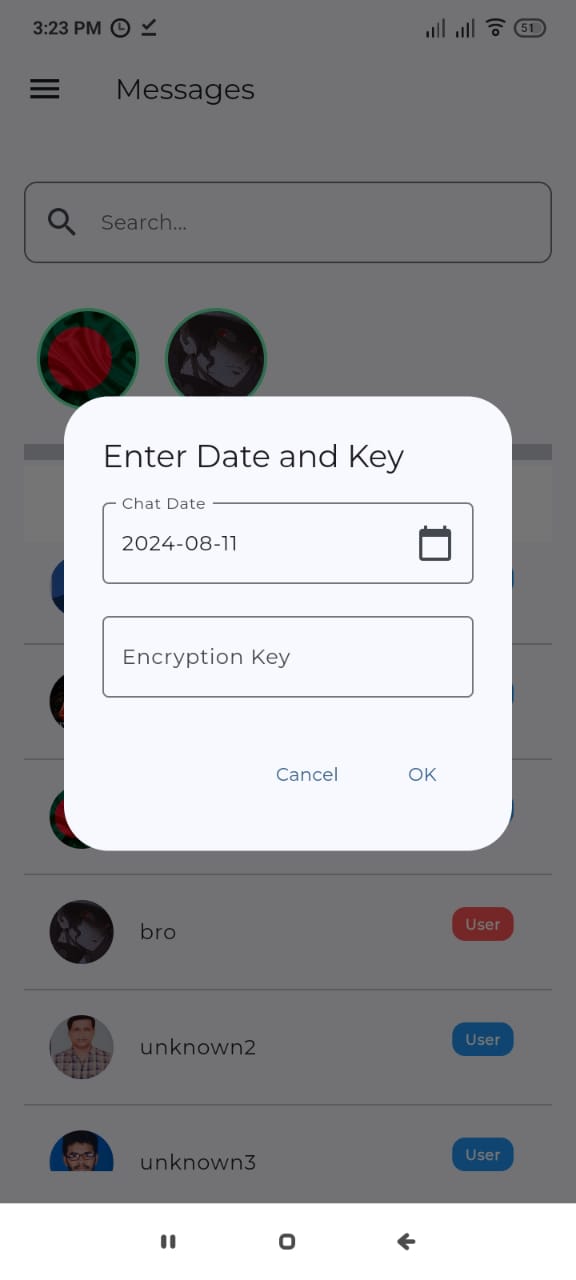 3:23 PM
51
Messages
Search...
Enter Date and Key
Chat Date
2024-08-11
Encryption Key
Cancel OK
bro User
unknown2 User
unknown3 User